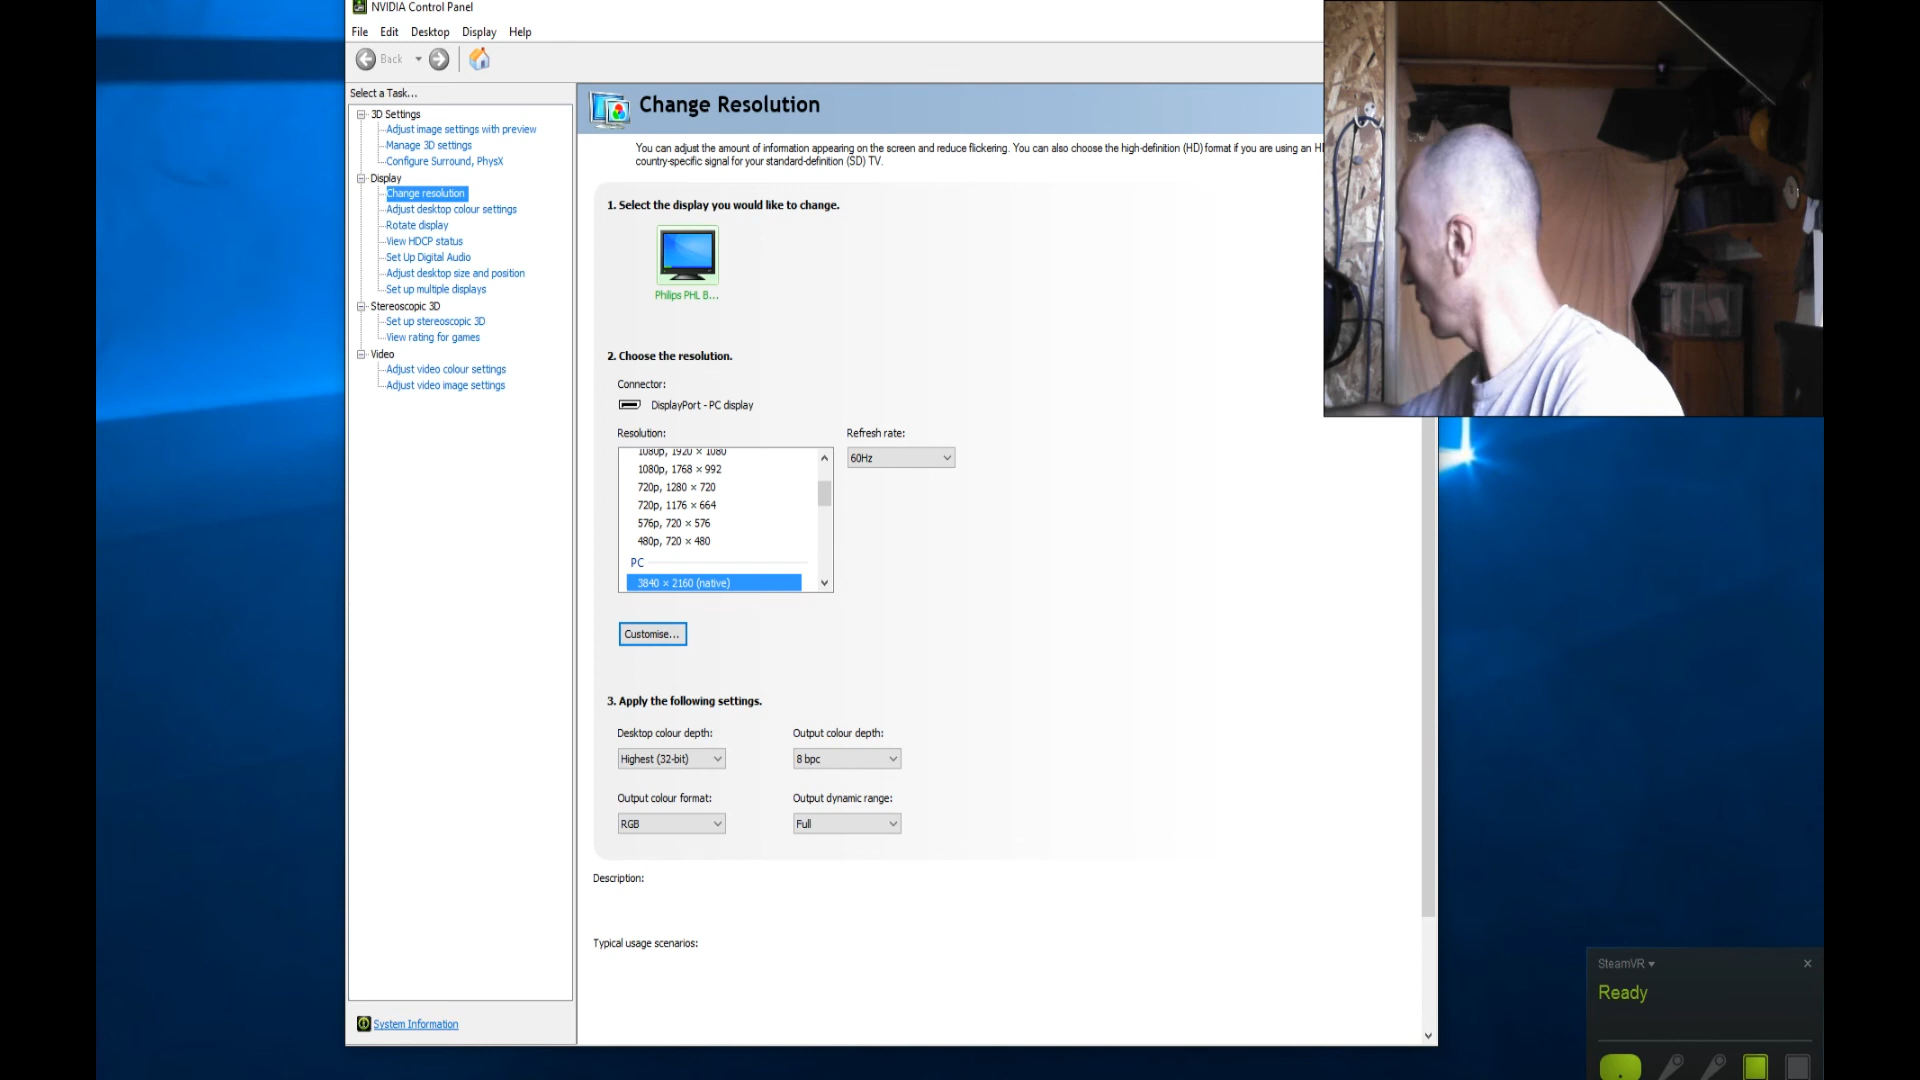 NVIDIA Control Panel
File Edit Desktop Display Help
Back
Select a Task...
3D Settings
Adjust image settings with preview
Manage 3D settings
Configure Surround, PhysX
Display
Change resolution
Adjust desktop colour settings
Rotate display
View HDCP status
Set Up Digital Audio
Adjust desktop size and position
Set up multiple displays
Stereoscopic 3D
Set up stereoscopic 3D
View rating for games
Video
Adjust video colour settings
Adjust video image settings
System Information
Change Resolution
You can adjust the amount of information appearing on the screen and reduce flickering. You can also choose the high-definition (HD) format if you are using an H
country-specific signal for your standard-definition (SD) TV.
1. Select the display you would like to change.
Philips PHL B...
2. Choose the resolution.
Connector:
DisplayPort - PC display
Resolution:
Refresh rate:
1080p, 1920 × 1080
60Hz
1080p, 1768 × 992
720p, 1280 × 720
720p, 1176 × 664
576p, 720 × 576
480p, 720 × 480
PC
3840 × 2160 (native)
Customise...
3. Apply the following settings.
Desktop colour depth:
Output colour depth:
Highest (32-bit)
8 bpc
Output colour format:
Output dynamic range:
RGB
Full
Description:
Typical usage scenarios:
SteamVR
Ready